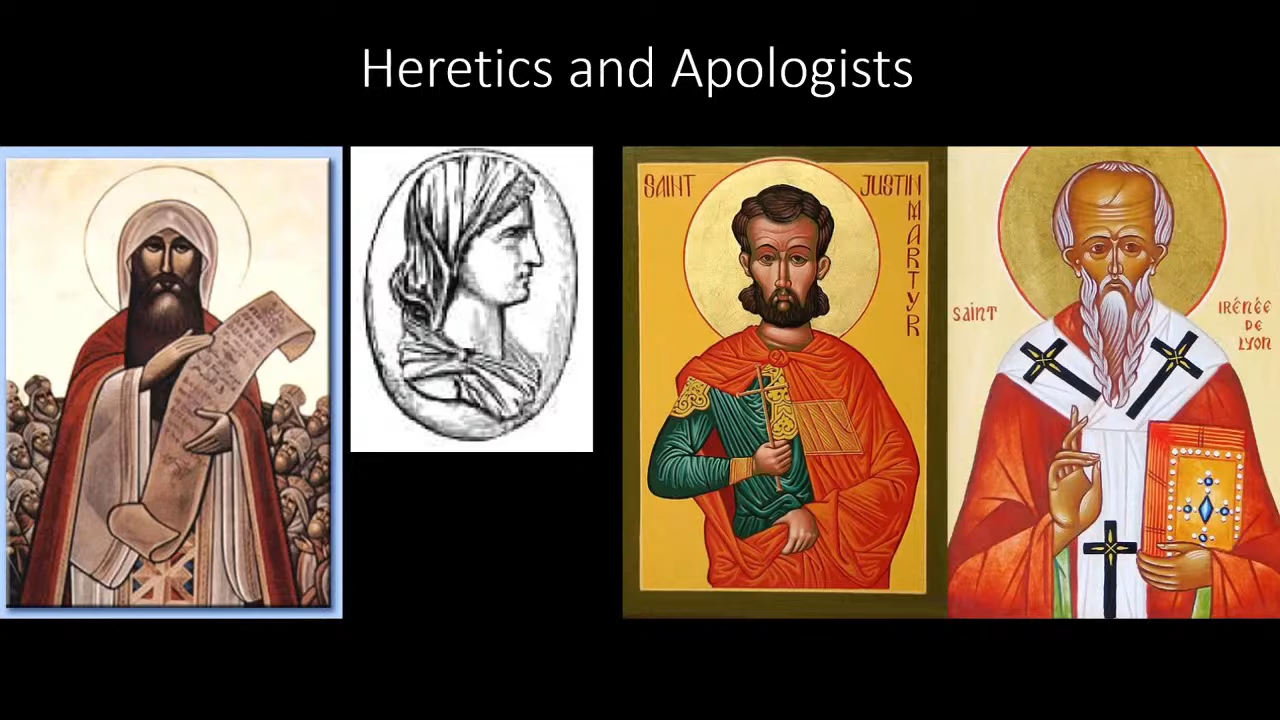 Heretics and Apologists
SAINT
JUSTIN
MARTYR
SAINT
IRÉNÉE
DE
LYON